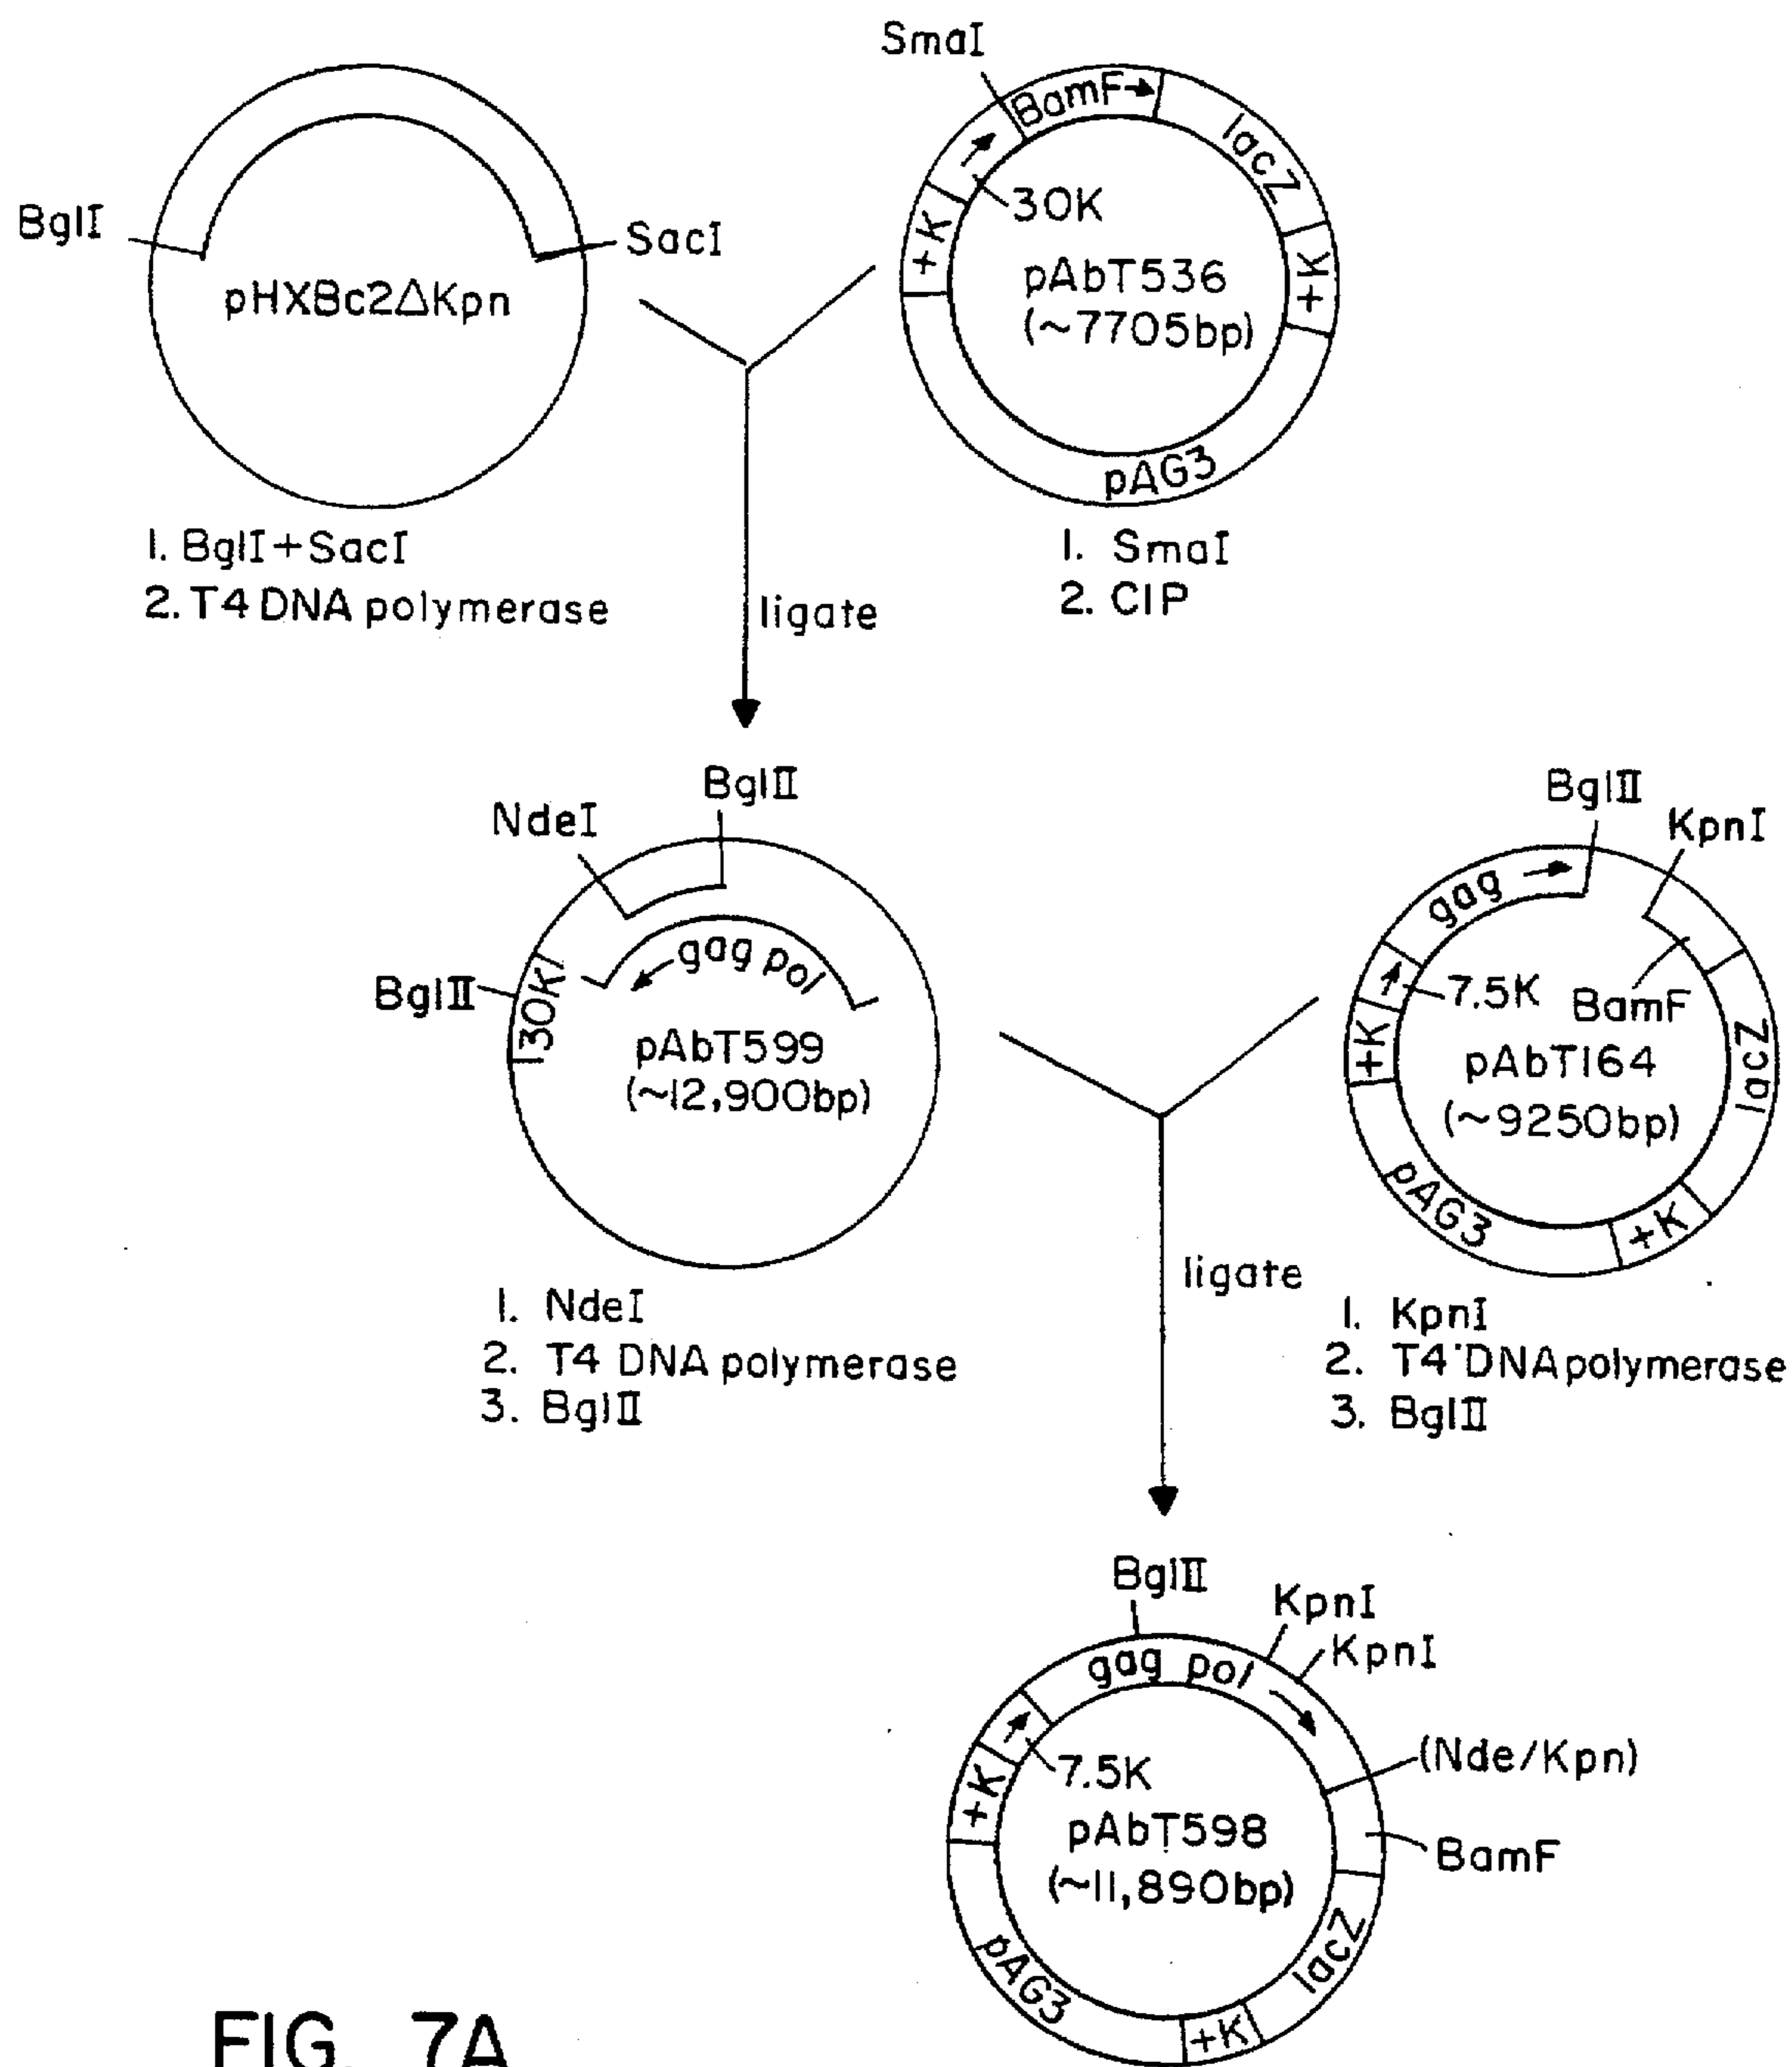 SmaI
BamF→
lacZ
30K
+K
+K
pAbT536
(~7705bp)
pAG3
BglI
SacI
pHXBc2ΔKpn
1. BglI+SacI
2. T4 DNA polymerase
1. SmaI
2. CIP
ligate
BglII
NdeI
BglII
30K
gag pol
pAbT599
(~12,900bp)
BglII
KpnI
gag →
7.5K
BamF
+K
pAbT164
(~9250bp)
lacZ
pAG3
+K
1. NdeI
2. T4 DNA polymerase
3. BglII
1. KpnI
2. T4 DNA polymerase
3. BglII
ligate
BglII
KpnI
KpnI
gag pol
(Nde/Kpn)
7.5K
+K
pAbT598
(~11,890bp)
BamF
lacZ
pAG3
+K
FIG. 7A